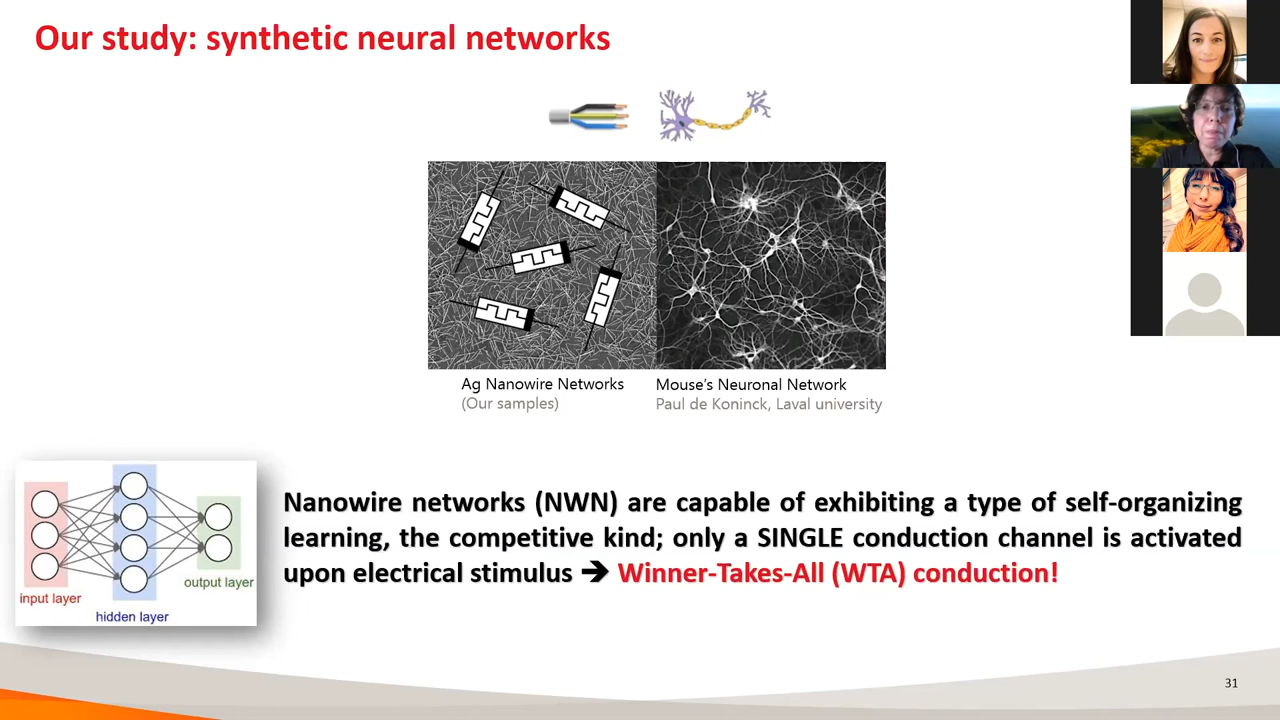 Our study: synthetic neural networks
Ag Nanowire Networks
(Our samples)
Mouse's Neuronal Network
Paul de Koninck, Laval university
input layer
hidden layer
output layer
Nanowire networks (NWN) are capable of exhibiting a type of self-organizing
learning, the competitive kind; only a SINGLE conduction channel is activated
upon electrical stimulus ➔ Winner-Takes-All (WTA) conduction!
31